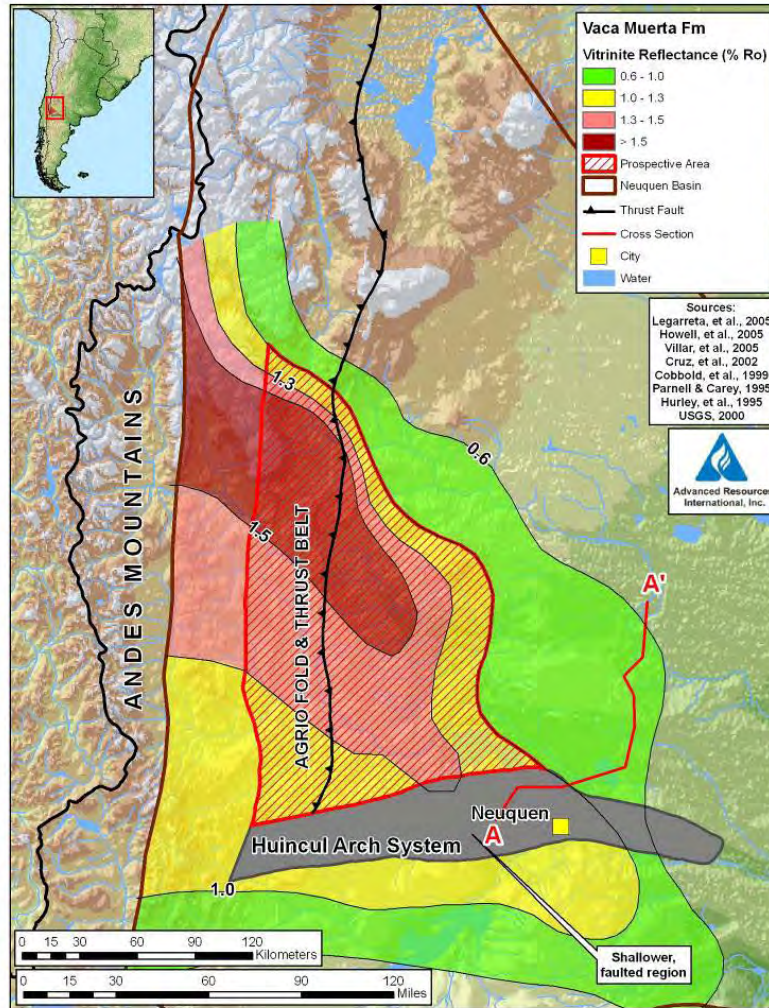 Vaca Muerta Fm
Vitrinite Reflectance (% Ro)
0.6 - 1.0
1.0 - 1.3
1.3 - 1.5
> 1.5
Prospective Area
Neuquen Basin
Thrust Fault
Cross Section
City
Water
Sources:
Legarreta, et al., 2005
Howell, et al., 2005
Villar, et al., 2005
Cruz, et al., 2002
Cobbold, et al., 1999
Parnell & Carey, 1995
Hurley, et al., 1995
USGS, 2000
Advanced Resources
International, Inc.
1.3
0.6
1.5
ANDES MOUNTAINS
AGRIO FOLD & THRUST BELT
A'
Neuquen
A
Huincul Arch System
1.0
Shallower,
faulted region
0 15 30 60 90 120
Kilometers
0 15 30 60 90 120
Miles